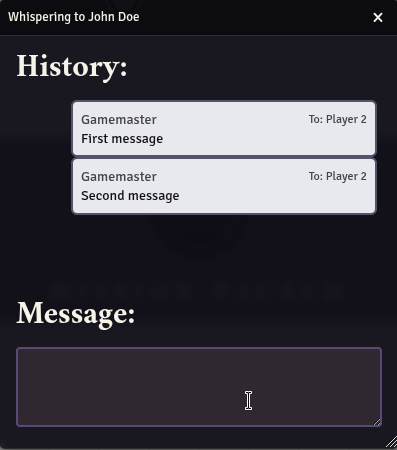 Whispering to John Doe
History:
Gamemaster To: Player 2
First message
Gamemaster To: Player 2
Second message
Message: